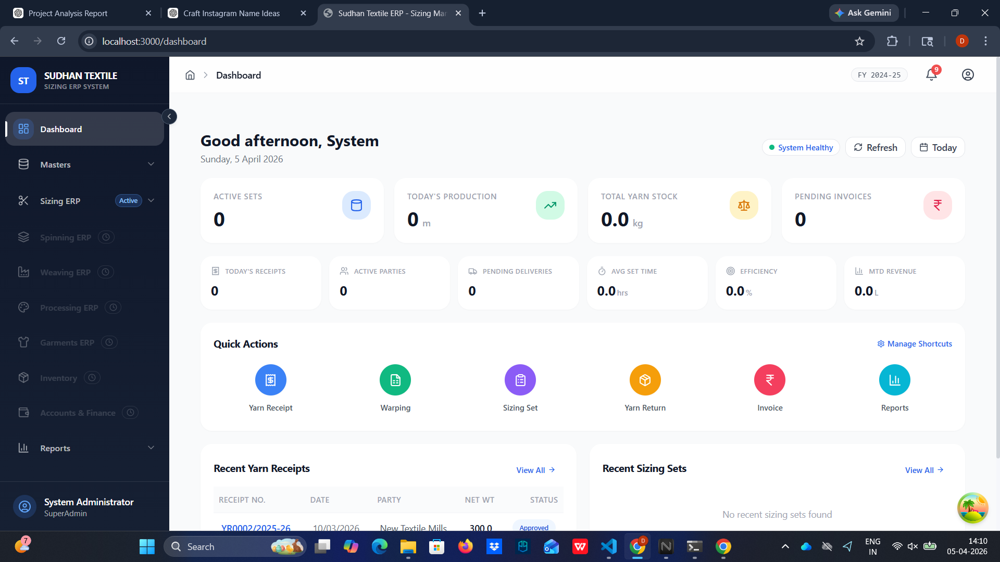 Project Analysis Report
Craft Instagram Name Ideas
Sudhan Textile ERP - Sizing Mar
Ask Gemini
localhost:3000/dashboard
D
ST
SUDHAN TEXTILE
SIZING ERP SYSTEM
Dashboard
FY 2024-25
9
Dashboard
Masters
Sizing ERP
Active
Spinning ERP
Weaving ERP
Processing ERP
Garments ERP
Inventory
Accounts & Finance
Reports
System Administrator
SuperAdmin
Good afternoon, System
Sunday, 5 April 2026
System Healthy
Refresh
Today
ACTIVE SETS
0
TODAY'S PRODUCTION
0 m
TOTAL YARN STOCK
0.0 kg
PENDING INVOICES
0
TODAY'S RECEIPTS
0
ACTIVE PARTIES
0
PENDING DELIVERIES
0
AVG SET TIME
0.0 hrs
EFFICIENCY
0.0 %
MTD REVENUE
0.0 L
Quick Actions
Manage Shortcuts
Yarn Receipt
Warping
Sizing Set
Yarn Return
Invoice
Reports
Recent Yarn Receipts
View All
RECEIPT NO. DATE PARTY NET WT STATUS
YR0002/2025-26 10/03/2026 New Textile Mills 300.0 Approved
Recent Sizing Sets
View All
No recent sizing sets found
7
Search
D
ENG
IN
14:10
05-04-2026